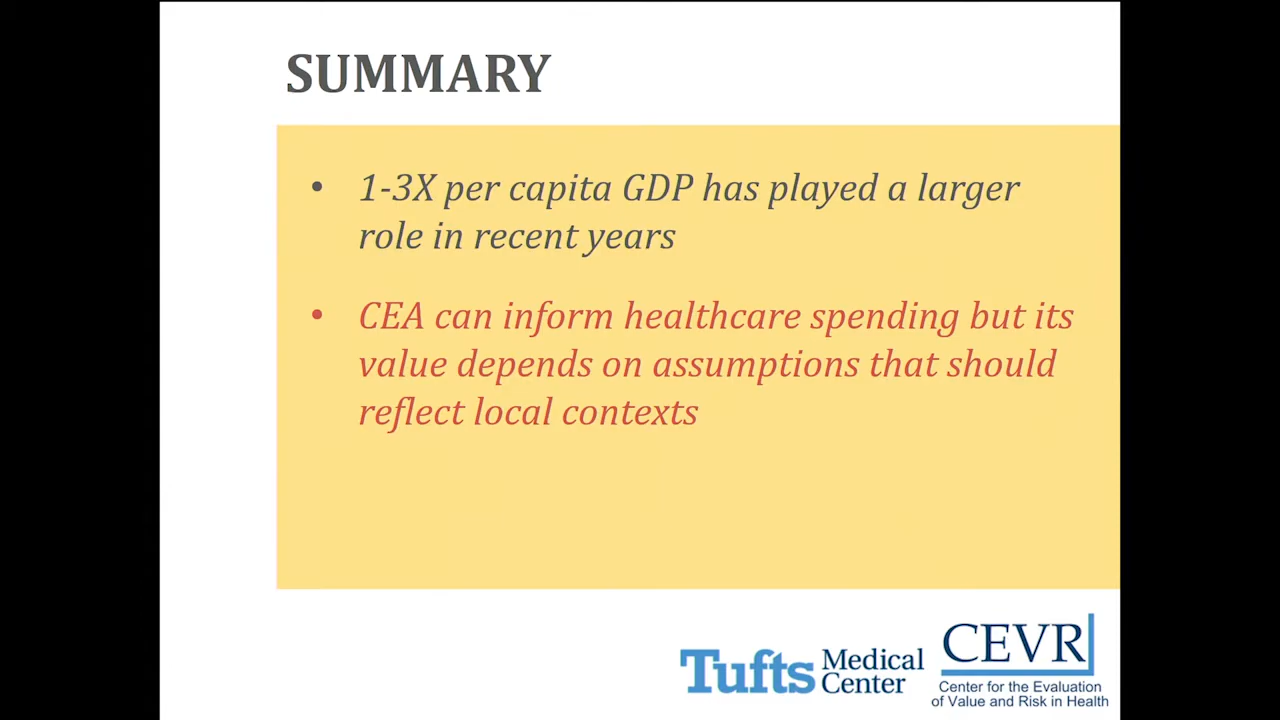 SUMMARY
• 1-3X per capita GDP has played a larger
role in recent years
• CEA can inform healthcare spending but its
value depends on assumptions that should
reflect local contexts
Tufts Medical
Center
CEVR
Center for the Evaluation
of Value and Risk in Health